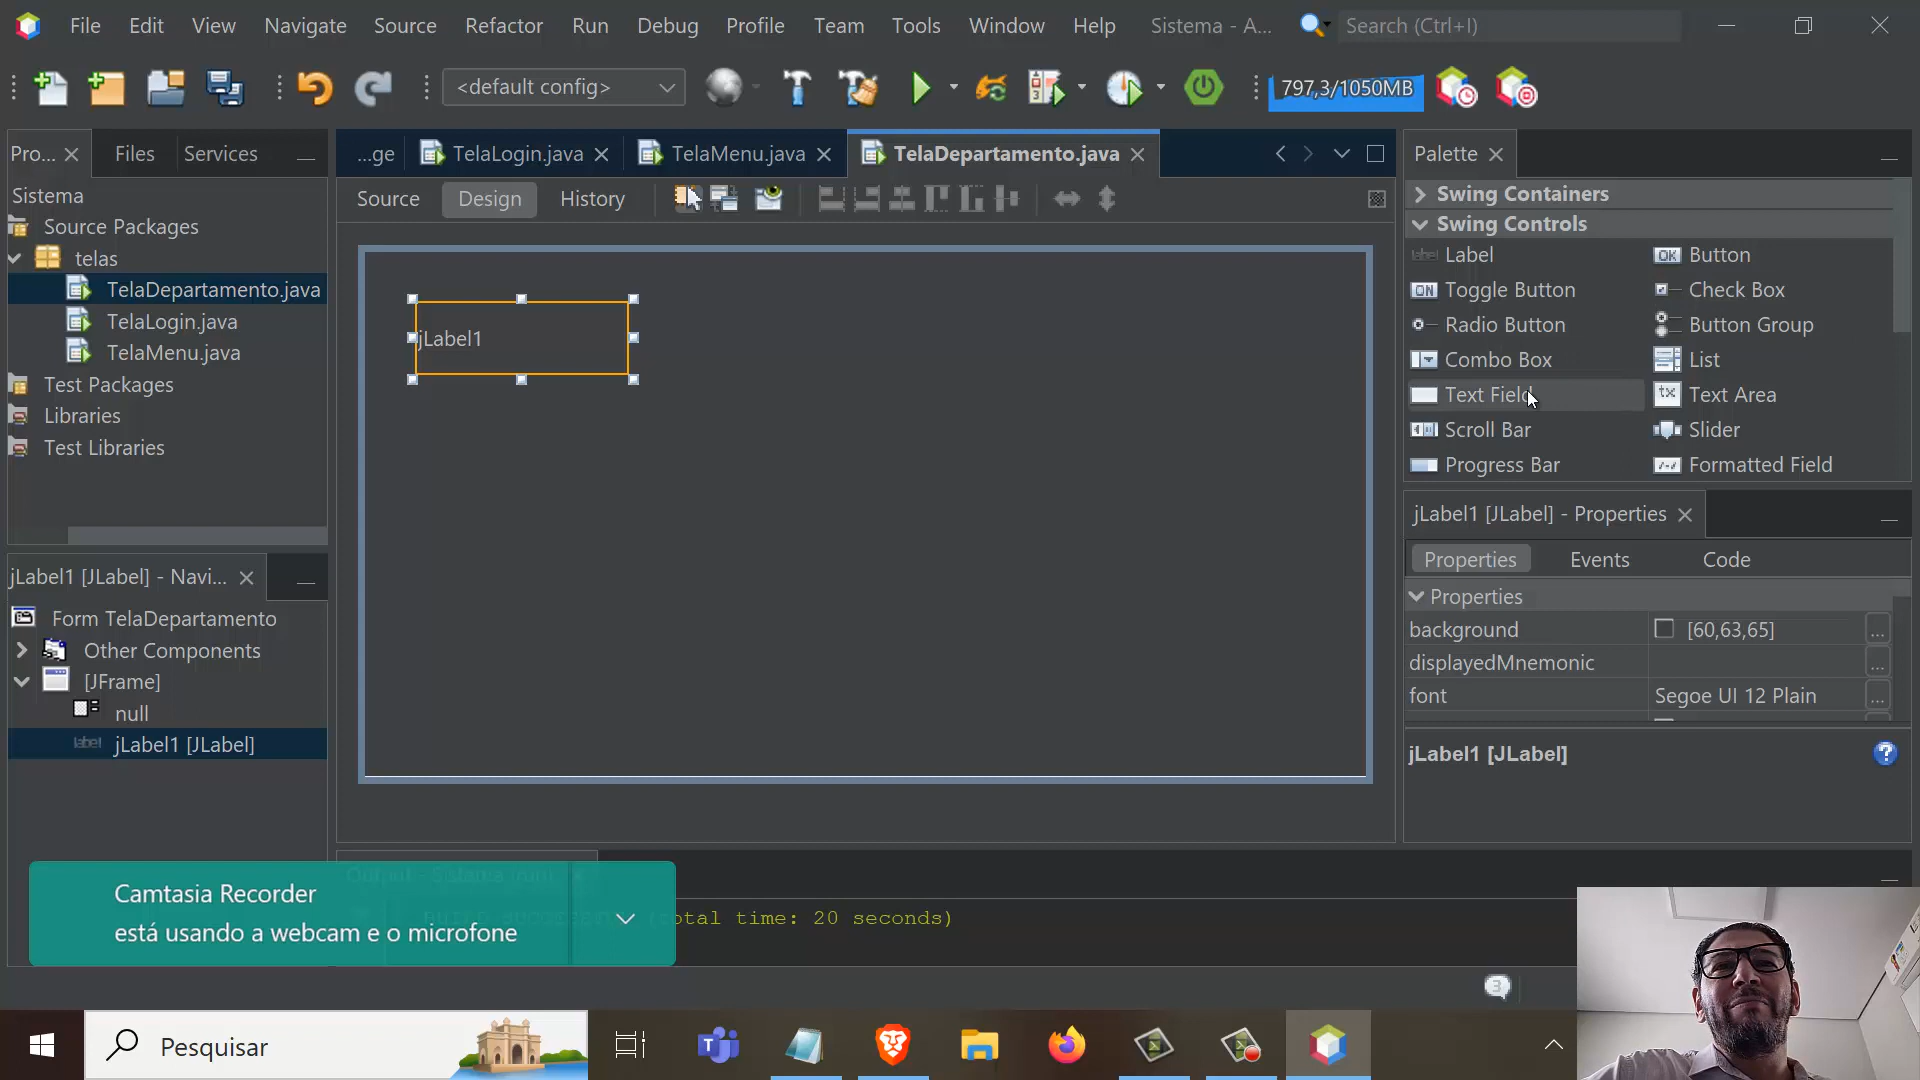 File Edit View Navigate Source Refactor Run Debug Profile Team Tools Window Help Sistema - A... Search (Ctrl+I)
<default config> 797,3/1050MB
Pro... Files Services
...ge TelaLogin.java TelaMenu.java TelaDepartamento.java
Palette
Source Design History
Sistema
Source Packages
telas
TelaDepartamento.java
TelaLogin.java
TelaMenu.java
Test Packages
Libraries
Test Libraries
jLabel1
Swing Containers
Swing Controls
Label Button
Toggle Button Check Box
Radio Button Button Group
Combo Box List
Text Field Text Area
Scroll Bar Slider
Progress Bar Formatted Field
jLabel1 [JLabel] - Navi...
Form TelaDepartamento
Other Components
[JFrame]
null
jLabel1 [JLabel]
jLabel1 [JLabel] - Properties
Properties Events Code
Properties
background [60,63,65] ...
displayedMnemonic ...
font Segoe UI 12 Plain ...
jLabel1 [JLabel]
Camtasia Recorder
está usando a webcam e o microfone
total time: 20 seconds)
3
Pesquisar